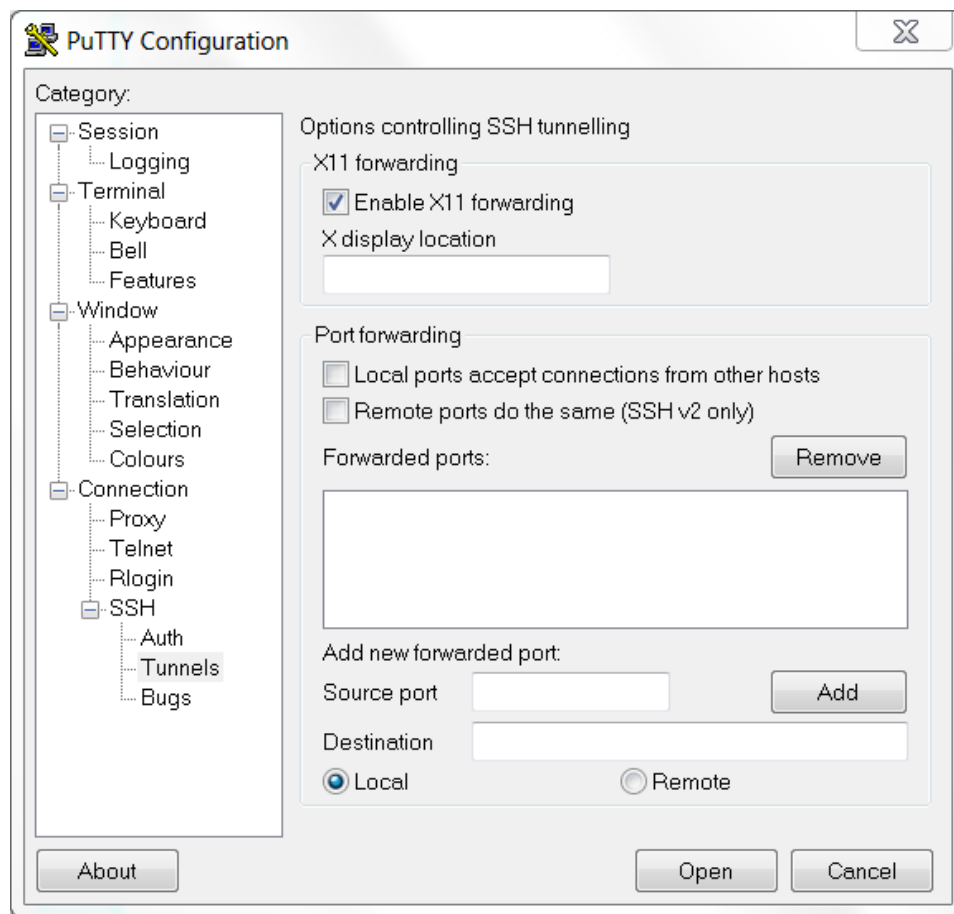 PuTTY Configuration
Category:
Session
Logging
Terminal
Keyboard
Bell
Features
Window
Appearance
Behaviour
Translation
Selection
Colours
Connection
Proxy
Telnet
Rlogin
SSH
Auth
Tunnels
Bugs
Options controlling SSH tunnelling
X11 forwarding
Enable X11 forwarding
X display location
Port forwarding
Local ports accept connections from other hosts
Remote ports do the same (SSH v2 only)
Forwarded ports:
Remove
Add new forwarded port:
Source port
Add
Destination
Local
Remote
About
Open
Cancel